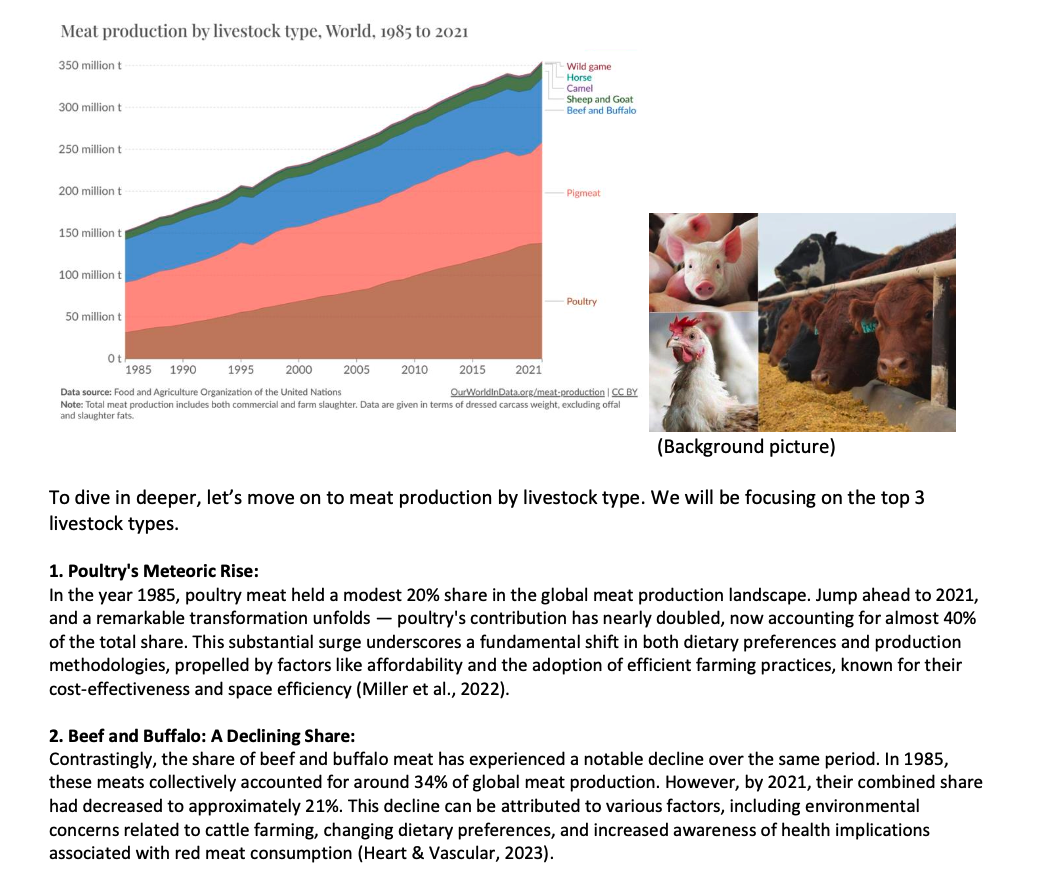 Meat production by livestock type, World, 1985 to 2021
350 million t
300 million t
250 million t
200 million t
150 million t
100 million t
50 million t
0 t
1985 1990 1995 2000 2005 2010 2015 2021
Wild game
Horse
Camel
Sheep and Goat
Beef and Buffalo
Pigmeat
Poultry
Data source: Food and Agriculture Organization of the United Nations
OurWorldInData.org/meat-production | CC BY
Note: Total meat production includes both commercial and farm slaughter. Data are given in terms of dressed carcass weight, excluding offal
and slaughter fats.
(Background picture)
To dive in deeper, let’s move on to meat production by livestock type. We will be focusing on the top 3
livestock types.
1. Poultry's Meteoric Rise:
In the year 1985, poultry meat held a modest 20% share in the global meat production landscape. Jump ahead to 2021,
and a remarkable transformation unfolds — poultry's contribution has nearly doubled, now accounting for almost 40%
of the total share. This substantial surge underscores a fundamental shift in both dietary preferences and production
methodologies, propelled by factors like affordability and the adoption of efficient farming practices, known for their
cost-effectiveness and space efficiency (Miller et al., 2022).
2. Beef and Buffalo: A Declining Share:
Contrastingly, the share of beef and buffalo meat has experienced a notable decline over the same period. In 1985,
these meats collectively accounted for around 34% of global meat production. However, by 2021, their combined share
had decreased to approximately 21%. This decline can be attributed to various factors, including environmental
concerns related to cattle farming, changing dietary preferences, and increased awareness of health implications
associated with red meat consumption (Heart & Vascular, 2023).